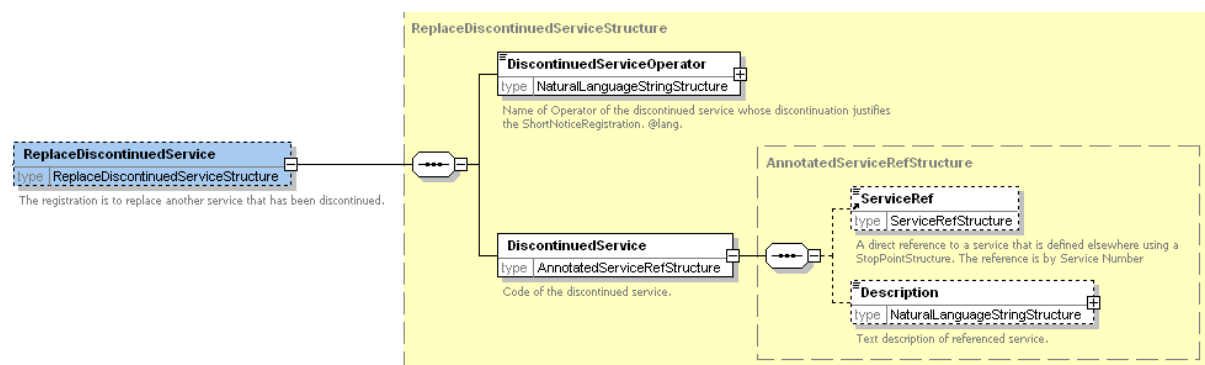 ReplaceDiscontinuedServiceStructure
DiscontinuedServiceOperator
type NaturalLanguageStringStructure
Name of Operator of the discontinued service whose discontinuation justifies
the ShortNoticeRegistration. @lang.
ReplaceDiscontinuedService
type ReplaceDiscontinuedServiceStructure
The registration is to replace another service that has been discontinued.
AnnotatedServiceRefStructure
ServiceRef
type ServiceRefStructure
A direct reference to a service that is defined elsewhere using a
StopPointStructure. The reference is by Service Number
DiscontinuedService
type AnnotatedServiceRefStructure
Code of the discontinued service.
Description
type NaturalLanguageStringStructure
Text description of referenced service.